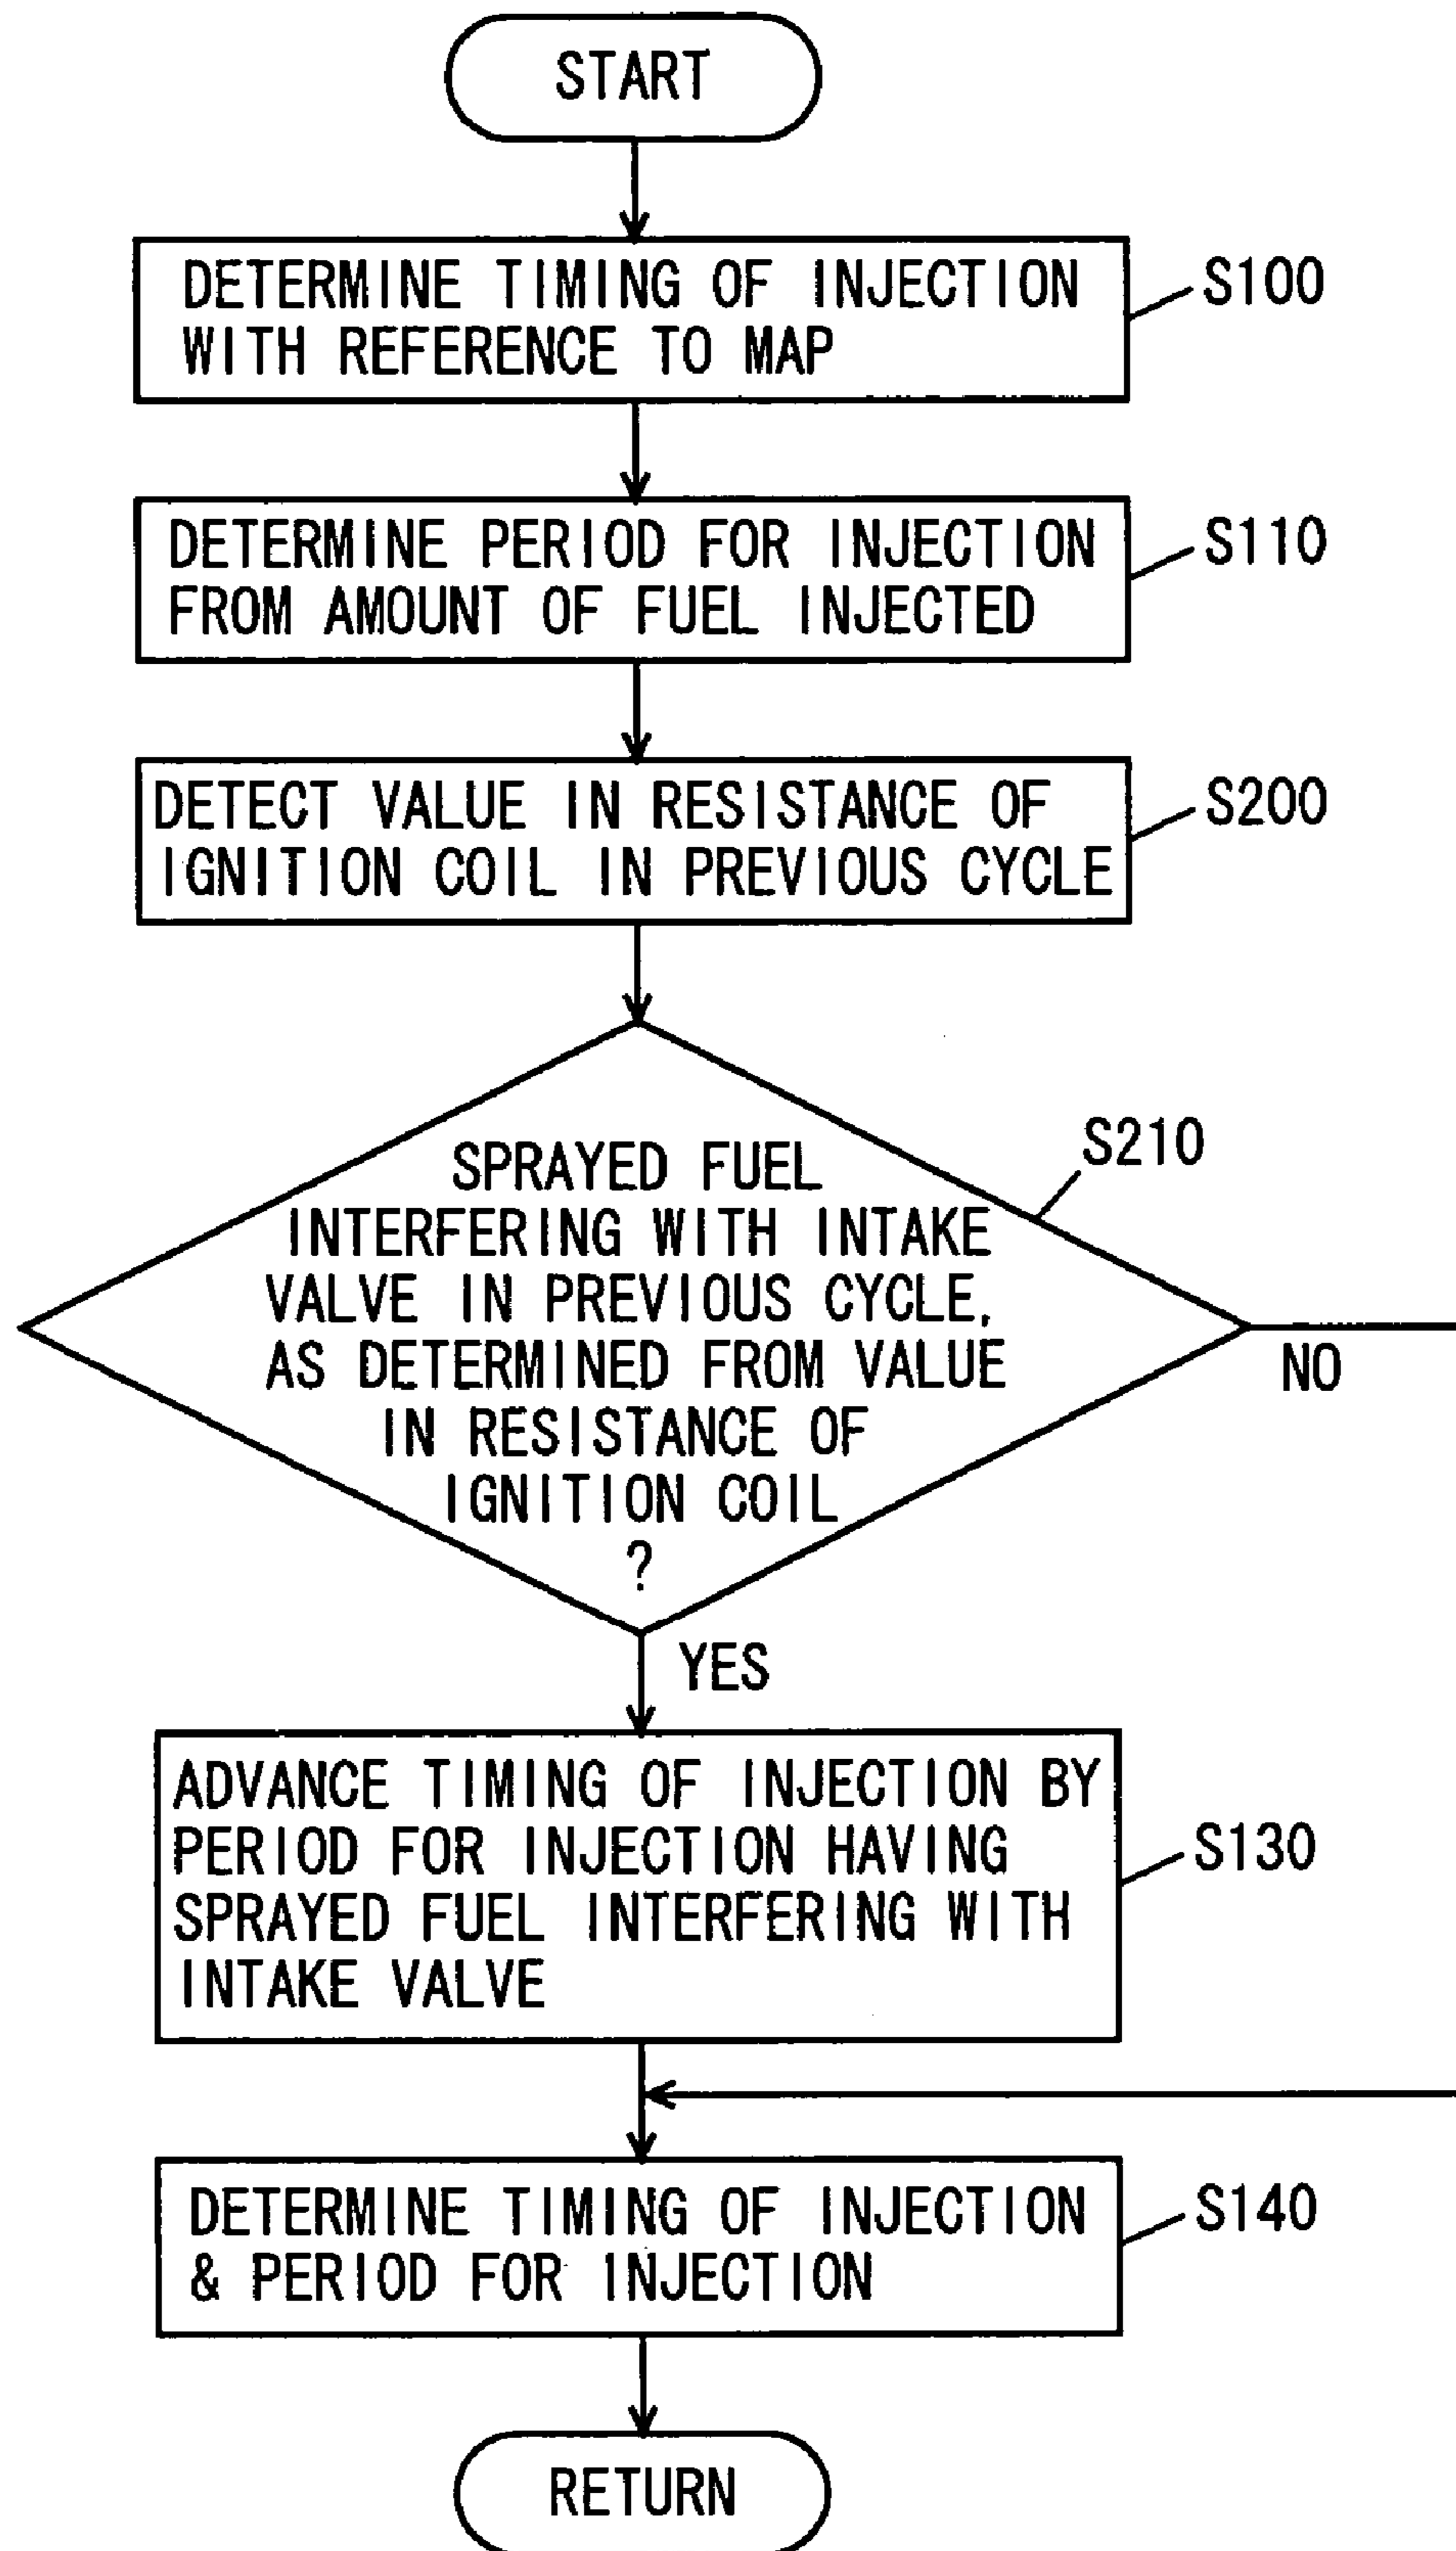 START
DETERMINE TIMING OF INJECTION
WITH REFERENCE TO MAP
S100
DETERMINE PERIOD FOR INJECTION
FROM AMOUNT OF FUEL INJECTED
S110
DETECT VALUE IN RESISTANCE OF
IGNITION COIL IN PREVIOUS CYCLE
S200
SPRAYED FUEL
INTERFERING WITH INTAKE
VALVE IN PREVIOUS CYCLE,
AS DETERMINED FROM VALUE
IN RESISTANCE OF
IGNITION COIL
?
S210
NO
YES
ADVANCE TIMING OF INJECTION BY
PERIOD FOR INJECTION HAVING
SPRAYED FUEL INTERFERING WITH
INTAKE VALVE
S130
DETERMINE TIMING OF INJECTION
& PERIOD FOR INJECTION
S140
RETURN